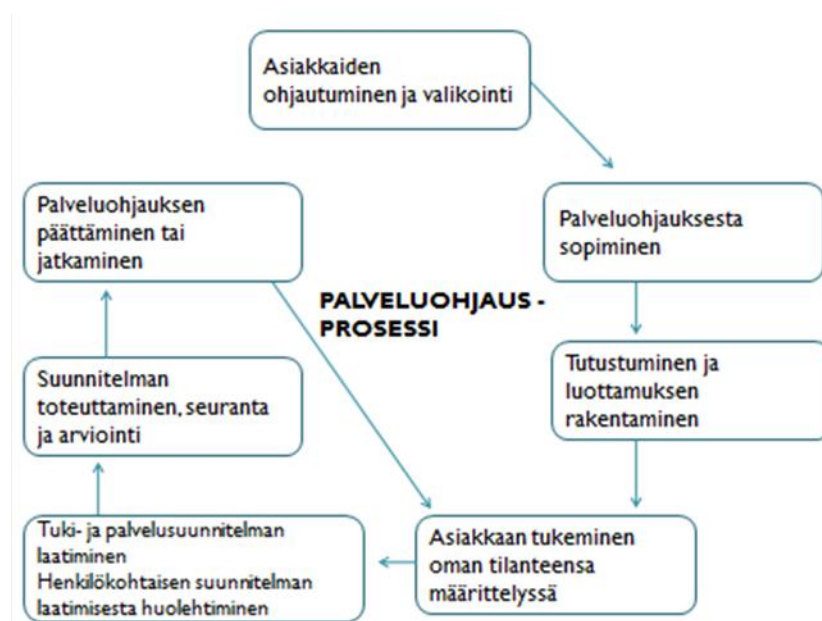 Asiakkaiden
ohjautuminen ja valikointi
Palveluohjauksesta
sopiminen
Tutustuminen ja
luottamuksen
rakentaminen
Asiakkaan tukeminen
oman tilanteensa
määrittelyssä
Tuki- ja palvelusuunnitelman
laatiminen
Henkilökohtaisen suunnitelman
laatimisesta huolehtiminen
Suunnitelman
toteuttaminen, seuranta
ja arviointi
Palveluohjauksen
päättäminen tai
jatkaminen
PALVELUOHJAUS -
PROSESSI